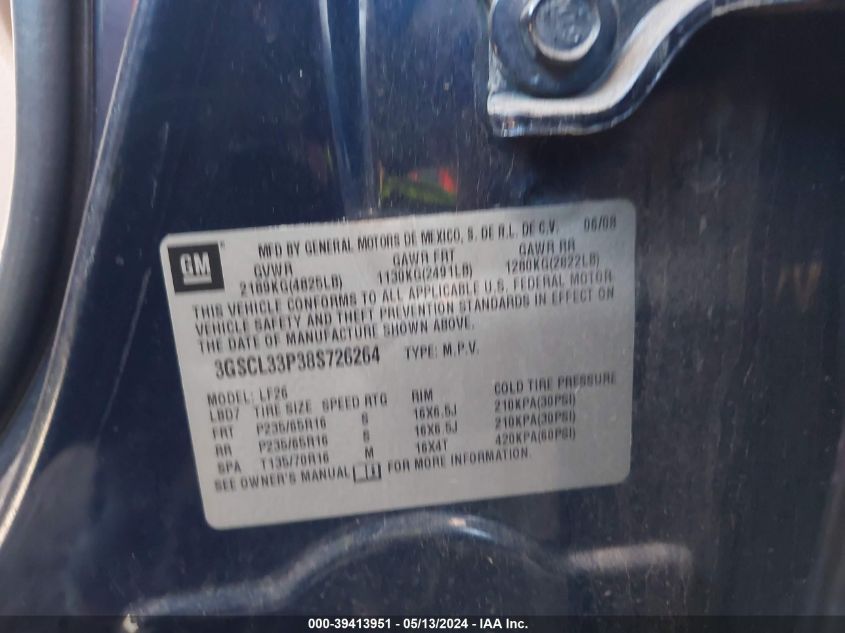 GM
MFD BY GENERAL MOTORS DE MEXICO, S. DE R.L. DE C.V. 06/08
GVWR GAWR FRT GAWR RR
2189KG(4825LB) 1130KG(2491LB) 1280KG(2822LB)
THIS VEHICLE CONFORMS TO ALL APPLICABLE U.S. FEDERAL MOTOR
VEHICLE SAFETY AND THEFT PREVENTION STANDARDS IN EFFECT ON
THE DATE OF MANUFACTURE SHOWN ABOVE.
3GSCL33P38S726264 TYPE: M.P.V.
MODEL: LF26
LBD7 TIRE SIZE SPEED RTG RIM COLD TIRE PRESSURE
FRT P235/65R16 S 16X6.5J 210KPA(30PSI)
RR P235/65R16 S 16X6.5J 210KPA(30PSI)
SPA T135/70R16 M 16X4T 420KPA(60PSI)
SEE OWNER'S MANUAL i FOR MORE INFORMATION.
000-39413951 - 05/13/2024 - IAA Inc.